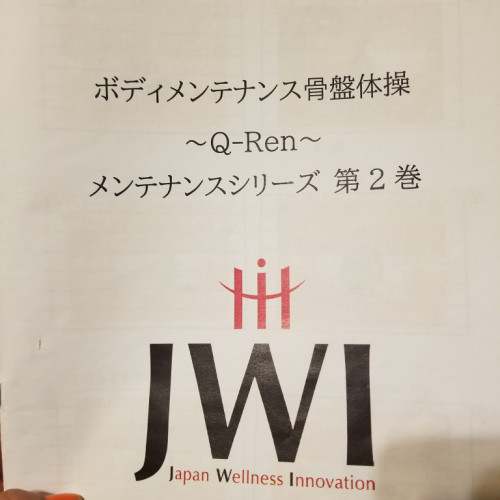 ボディメンテナンス骨盤体操
～Q-Ren～
メンテナンスシリーズ 第2巻
JWI
Japan Wellness Innovation